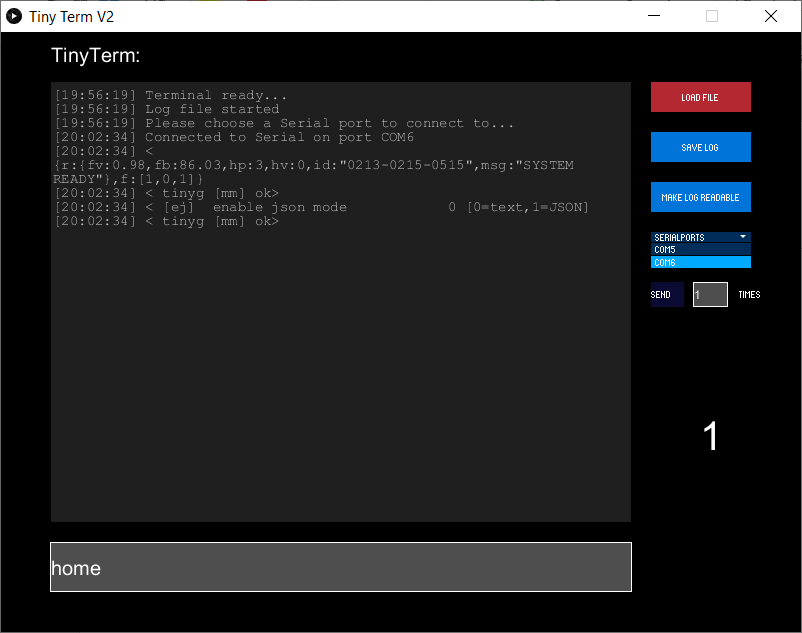 Tiny Term V2
TinyTerm:
[19:56:19] Terminal ready...
[19:56:19] Log file started
[19:56:19] Please choose a Serial port to connect to...
[20:02:34] Connected to Serial on port COM6
[20:02:34] <
{r:{fv:0.98,fb:86.03,hp:3,hv:0,id:"0213-0215-0515",msg:"SYSTEM
READY"},f:[1,0,1]}
[20:02:34] < tinyg [mm] ok>
[20:02:34] < [ej]  enable json mode            0 [0=text,1=JSON]
[20:02:34] < tinyg [mm] ok>
LOAD FILE
SAVE LOG
MAKE LOG READABLE
SERIALPORTS
COM5
COM6
SEND 1 TIMES
1
home